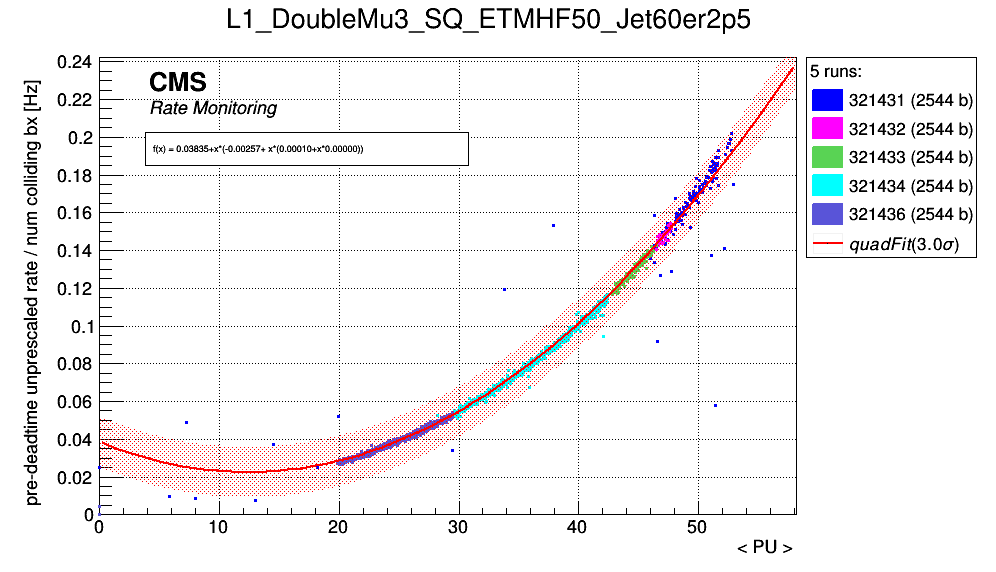 L1_DoubleMu3_SQ_ETMHF50_Jet60er2p5
pre-deadtime unprescaled rate / num colliding bx [Hz]
0.24
0.22
0.2
0.18
0.16
0.14
0.12
0.1
0.08
0.06
0.04
0.02
0
CMS
Rate Monitoring
f(x) = 0.03835+x*(-0.00257+ x*(0.00010+x*0.00000))
0 10 20 30 40 50
< PU >
5 runs:
321431 (2544 b)
321432 (2544 b)
321433 (2544 b)
321434 (2544 b)
321436 (2544 b)
quadFit(3.0σ)